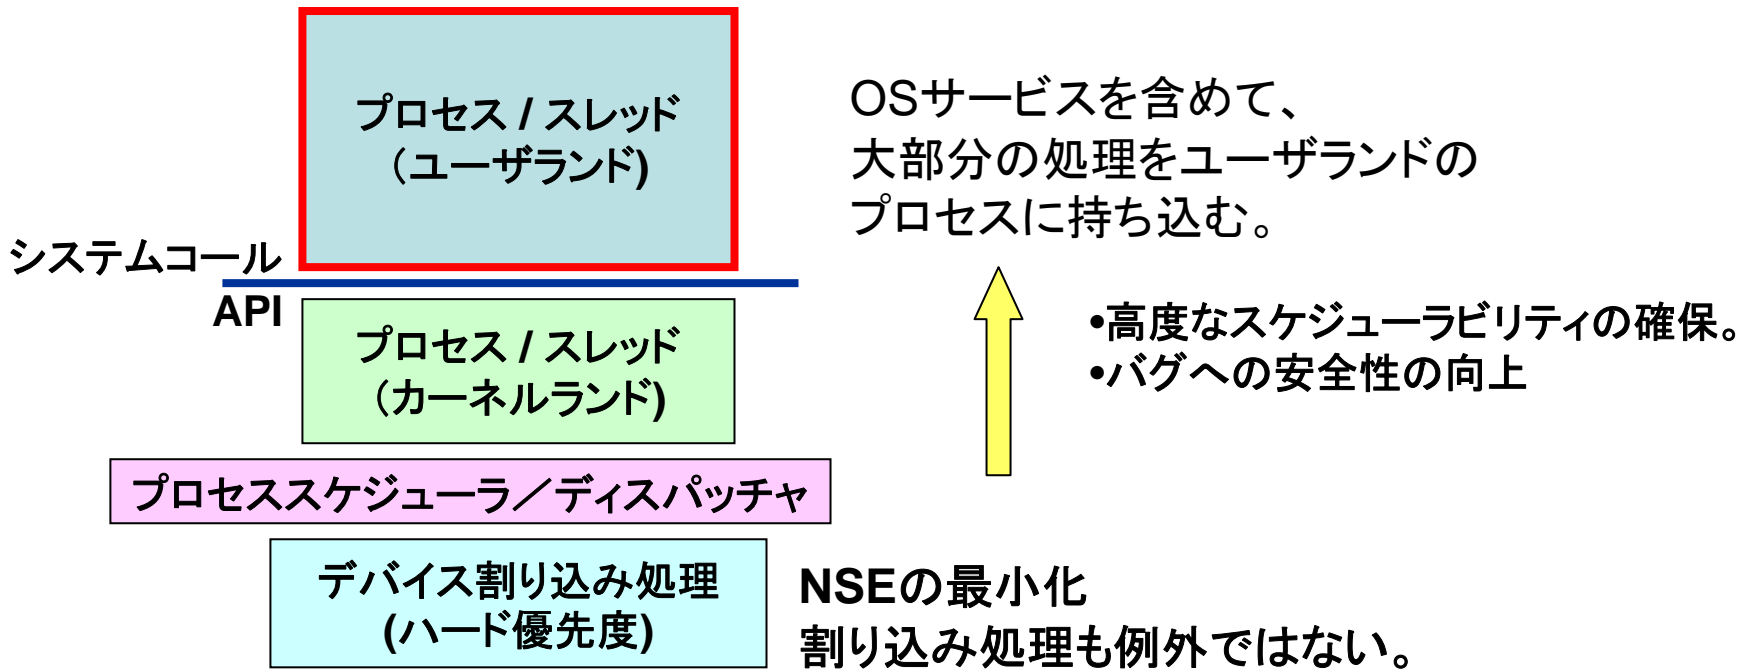 プロセス / スレッド
（ユーザランド)
OSサービスを含めて、
大部分の処理をユーザランドの
プロセスに持ち込む。
システムコール
API
プロセス / スレッド
（カーネルランド)
•高度なスケジューラビリティの確保。
•バグへの安全性の向上
プロセススケジューラ／ディスパッチャ
デバイス割り込み処理
(ハード優先度)
NSEの最小化
割り込み処理も例外ではない。